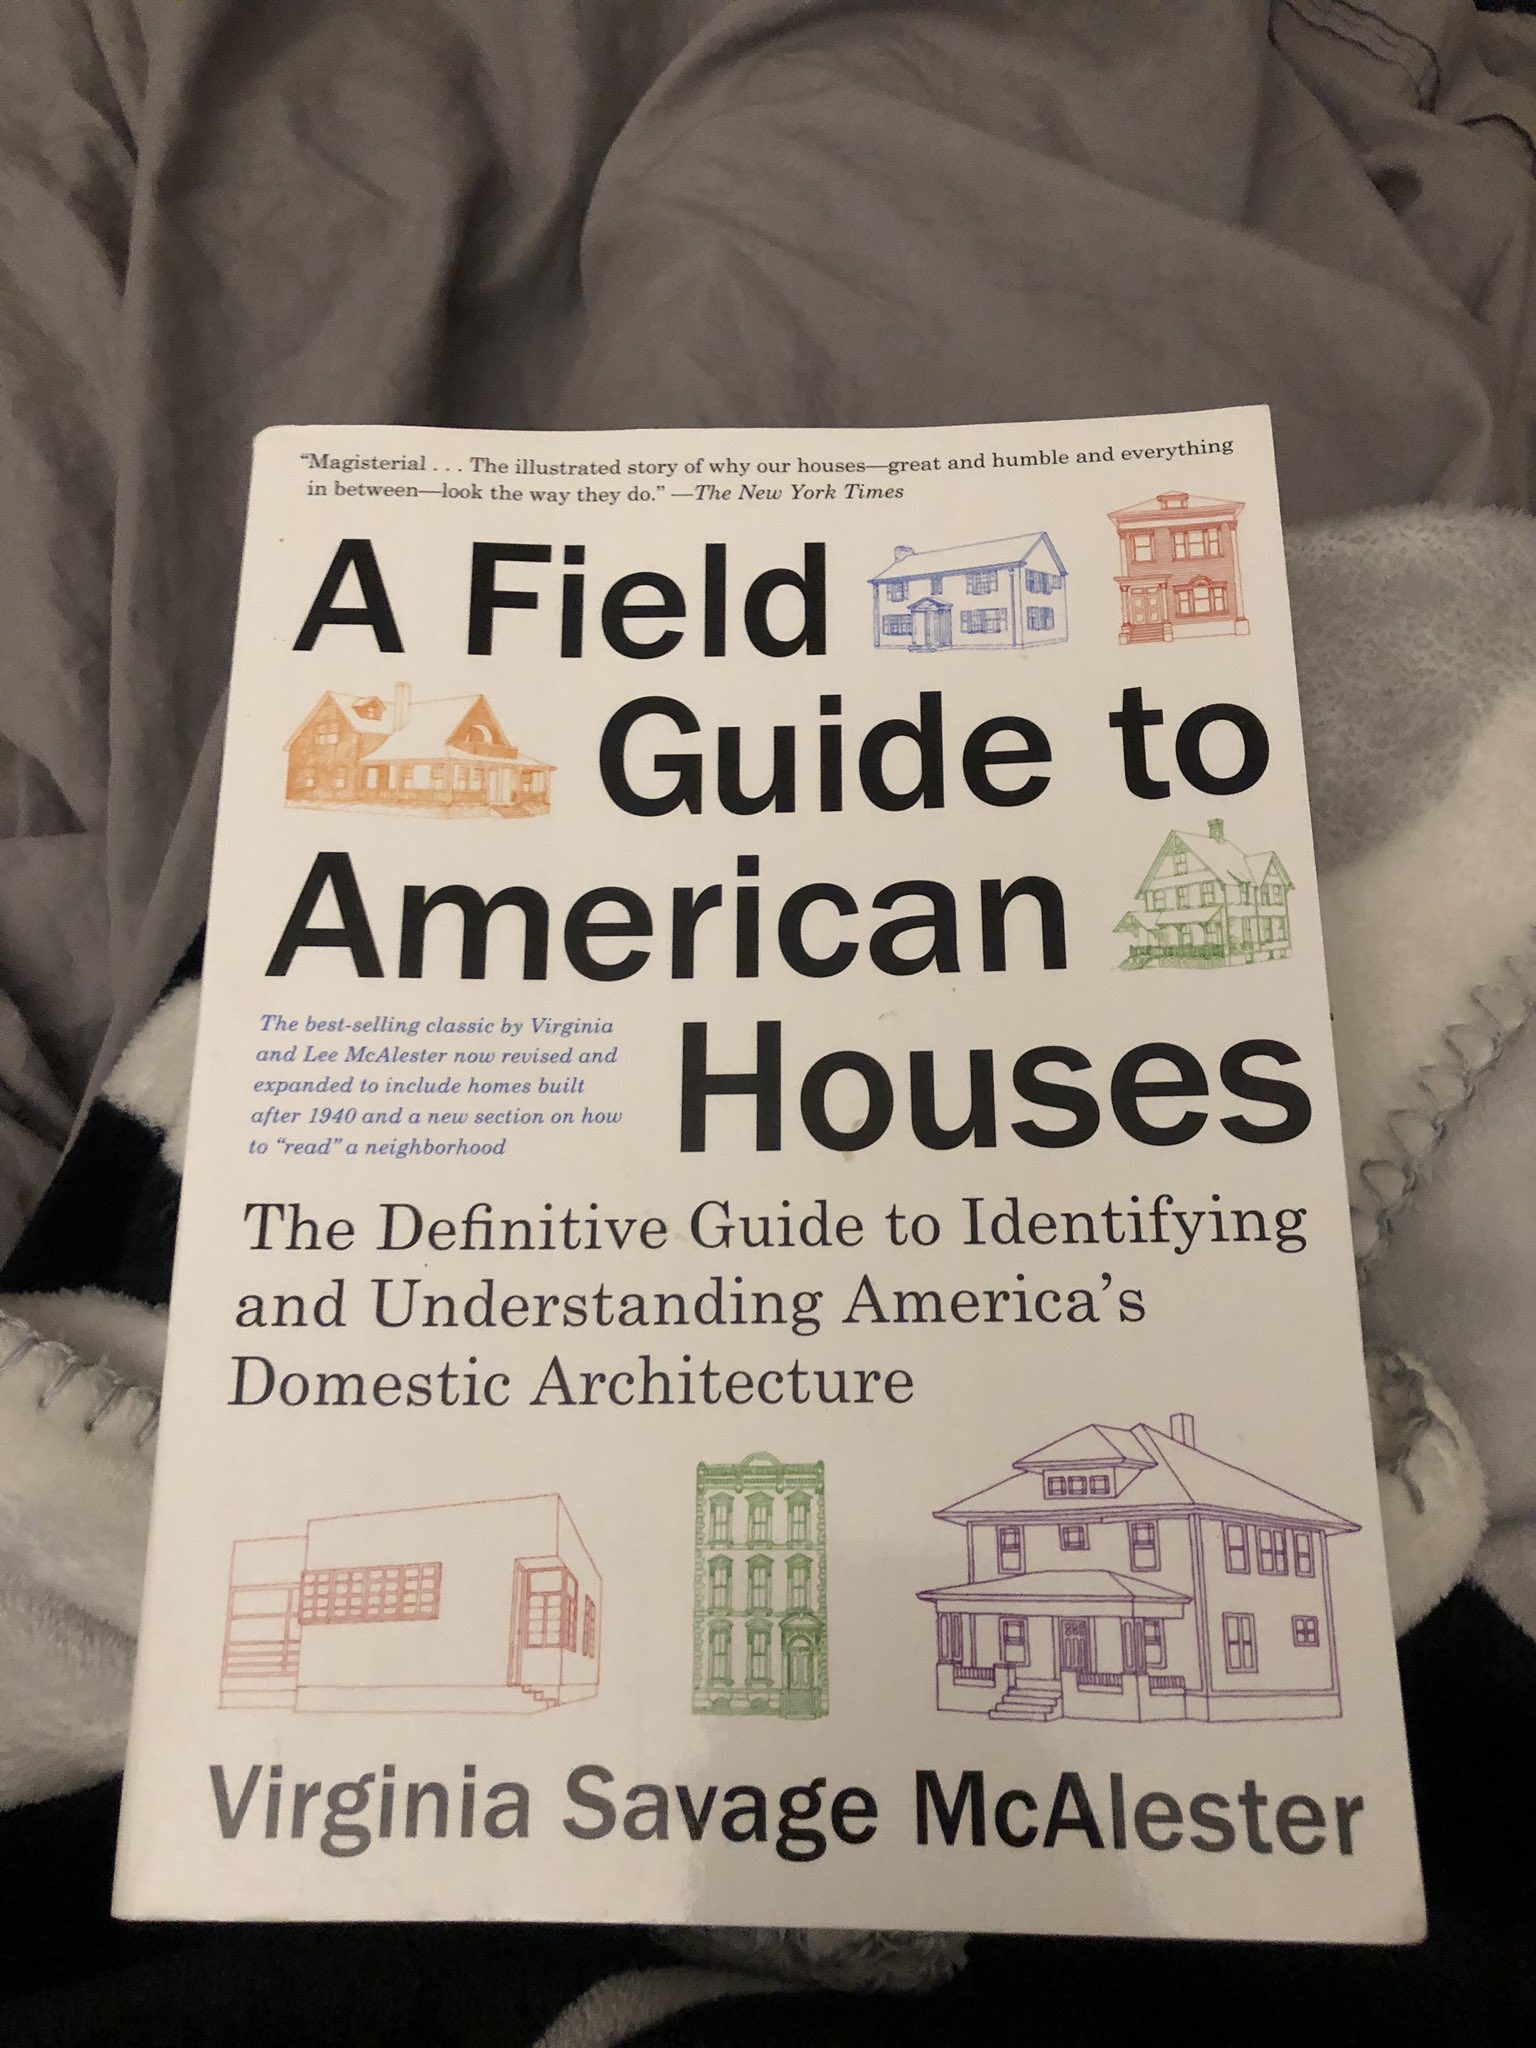 “Magisterial . . . The illustrated story of why our houses—great and humble and everything
in between—look the way they do.” —The New York Times
A Field
Guide to
American
Houses
The best-selling classic by Virginia
and Lee McAlester now revised and
expanded to include homes built
after 1940 and a new section on how
to “read” a neighborhood
The Definitive Guide to Identifying
and Understanding America’s
Domestic Architecture
Virginia Savage McAlester